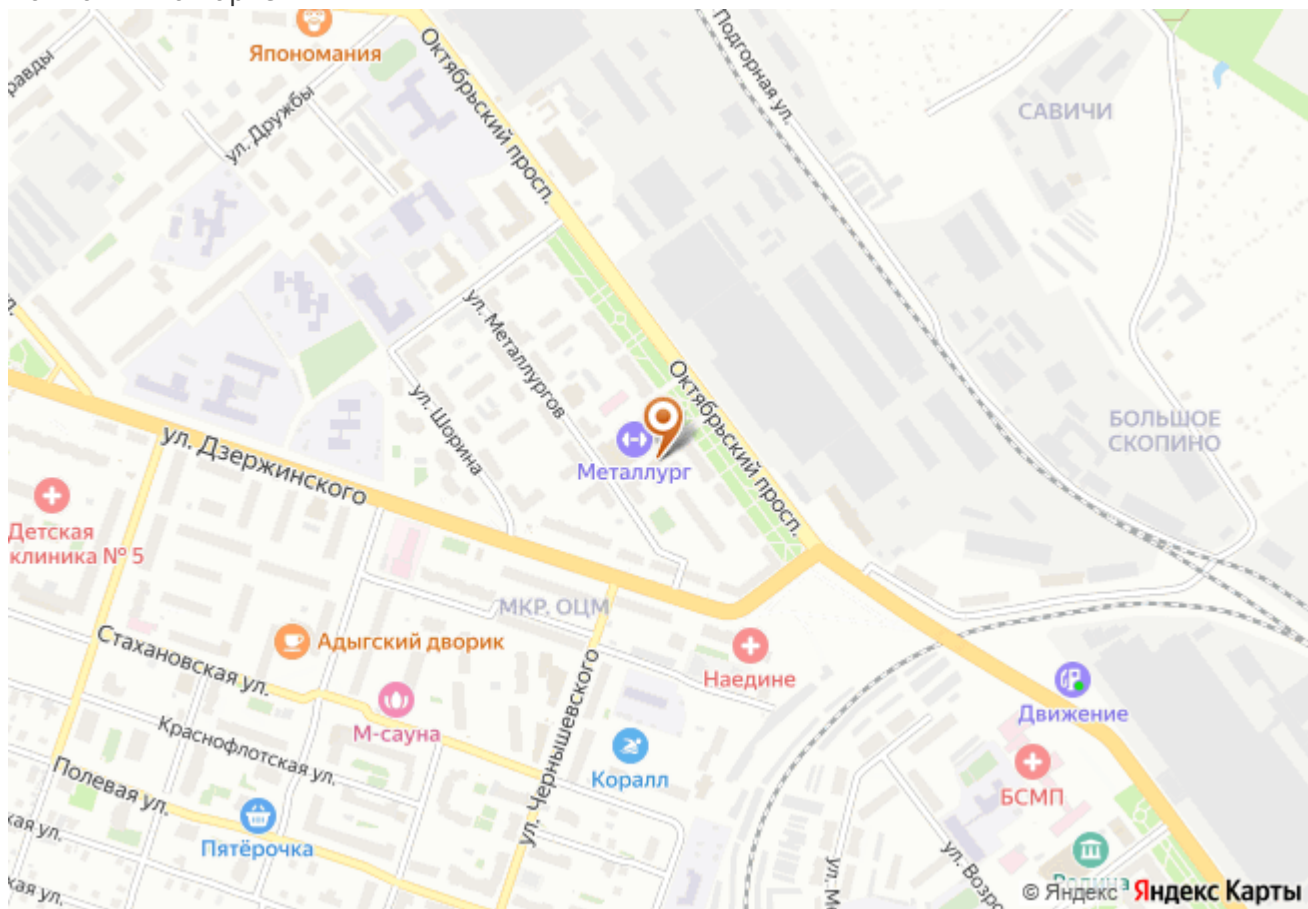 Япономания
Октябрьский просп.
Подгорная ул.
САВИЧИ
ул. Дружбы
ул. Металлургов
ул. Шорина
Октябрьский просп.
БОЛЬШОЕ
СКОПИНО
Металлург
ул. Дзержинского
Детская
клиника № 5
МКР. ОЦМ
Адыгский дворик
Наедине
Стахановская ул.
М-сауна
Движение
Краснофлотская ул.
ул. Чернышевского
Коралл
БСМП
Полевая ул.
Пятёрочка
Родина
© Яндекс Яндекс Карты